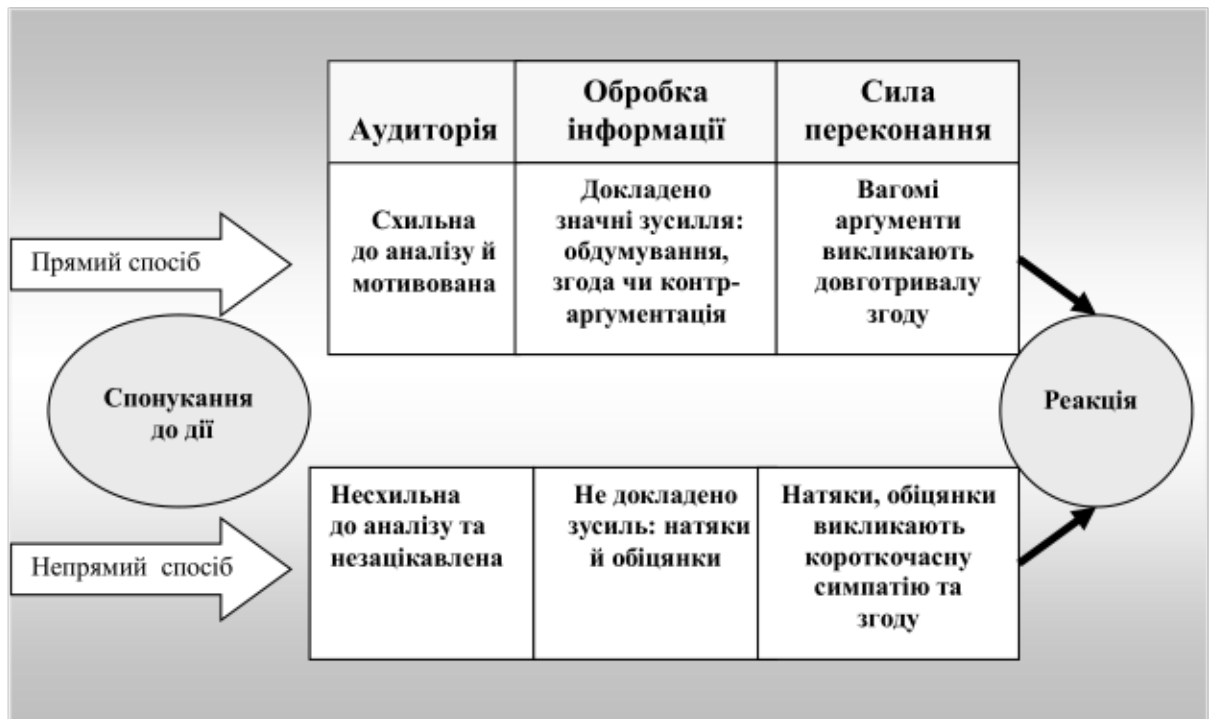 Аудиторія
Обробка
інформації
Сила
переконання
Прямий спосіб
Схильна
до аналізу й
мотивована
Докладено
значні зусилля:
обдумування,
згода чи контр-
арґументація
Вагомі
арґументи
викликають
довготривалу
згоду
Спонукання
до дії
Реакція
Непрямий спосіб
Несхильна
до аналізу та
незацікавлена
Не докладено
зусиль: натяки
й обіцянки
Натяки, обіцянки
викликають
короткочасну
симпатію та
згоду